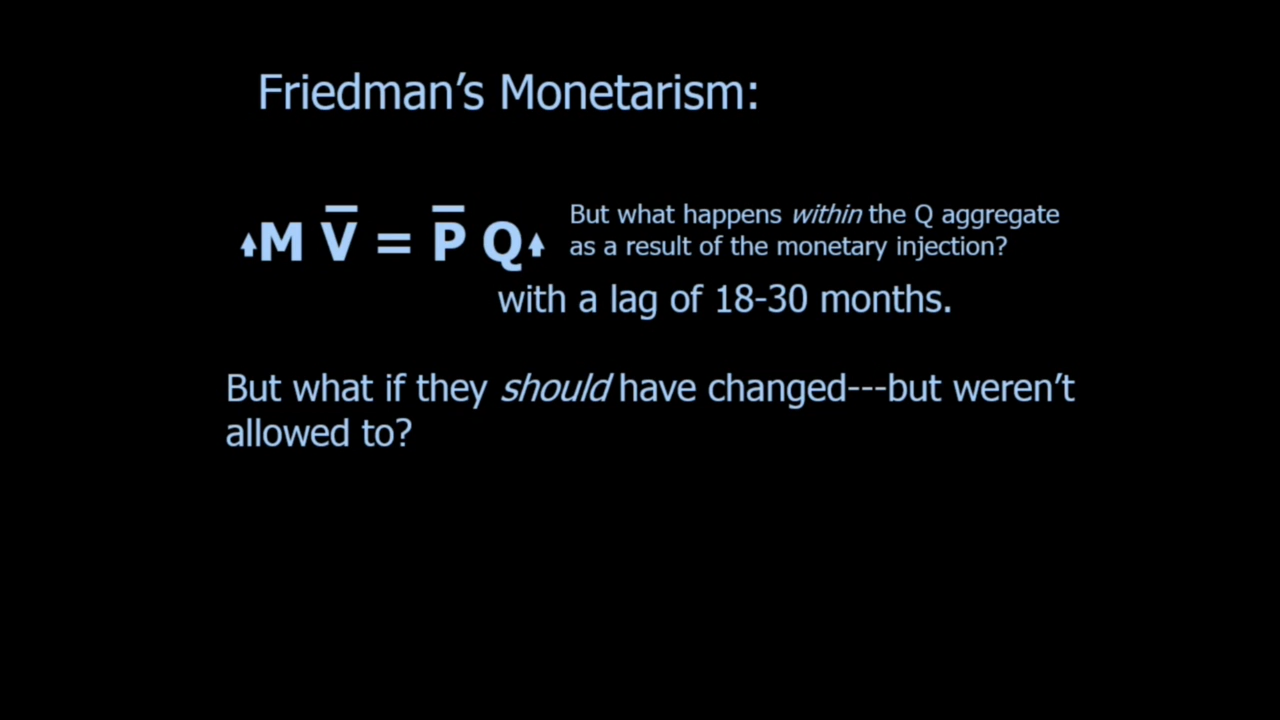 Friedman’s Monetarism:
↑M V̅ = P̅ Q↑
But what happens within the Q aggregate
as a result of the monetary injection?
with a lag of 18-30 months.
But what if they should have changed---but weren’t
allowed to?